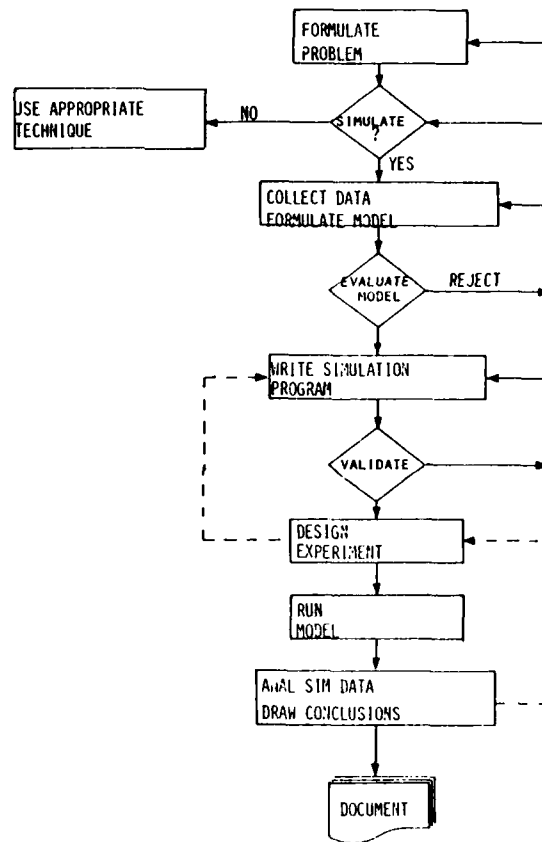 FORMULATE
PROBLEM
SIMULATE
?
NO
USE APPROPRIATE
TECHNIQUE
YES
COLLECT DATA
FORMULATE MODEL
EVALUATE
MODEL
REJECT
WRITE SIMULATION
PROGRAM
VALIDATE
DESIGN
EXPERIMENT
RUN
MODEL
ANAL SIM DATA
DRAW CONCLUSIONS
DOCUMENT